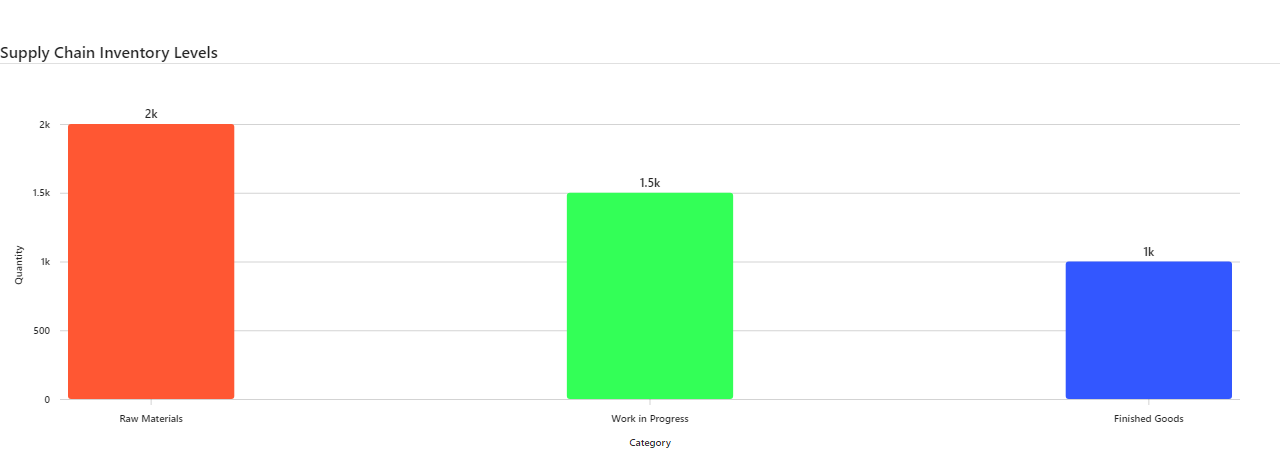 Supply Chain Inventory Levels
2k
2k
1.5k
1.5k
1k
1k
500
0
Quantity
Raw Materials
Work in Progress
Finished Goods
Category